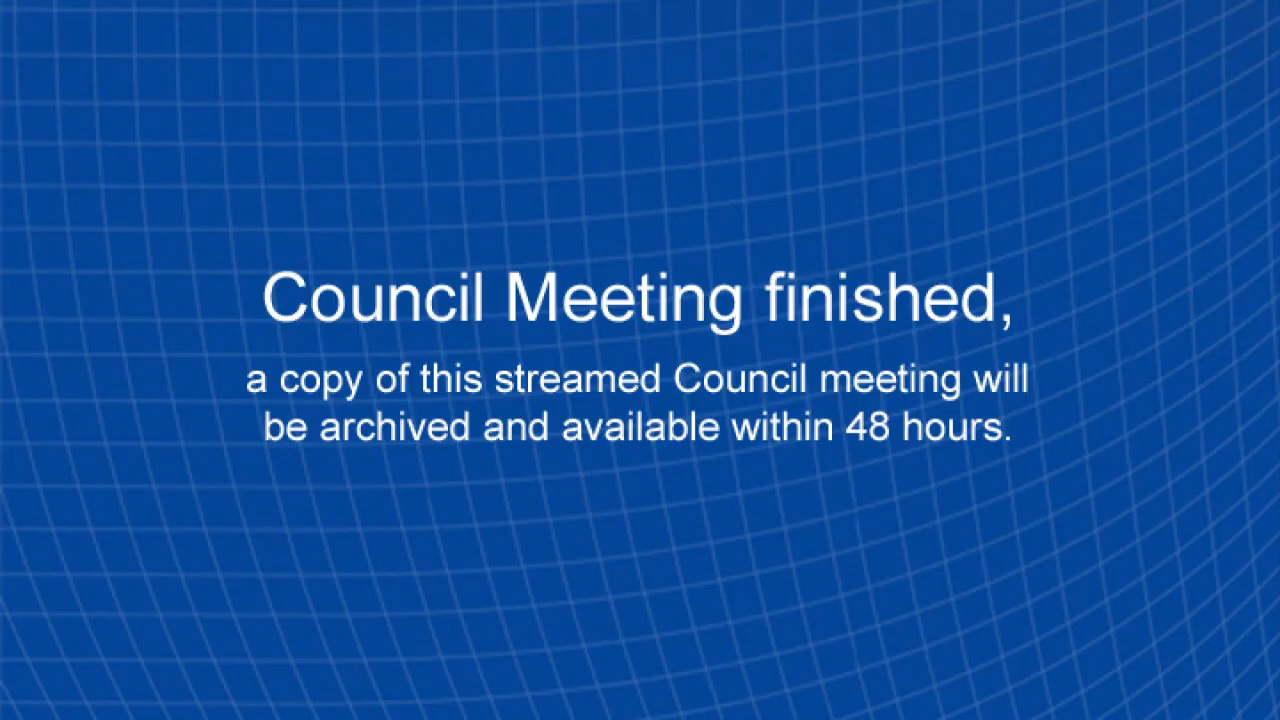 Council Meeting finished,
a copy of this streamed Council meeting will
be archived and available within 48 hours.